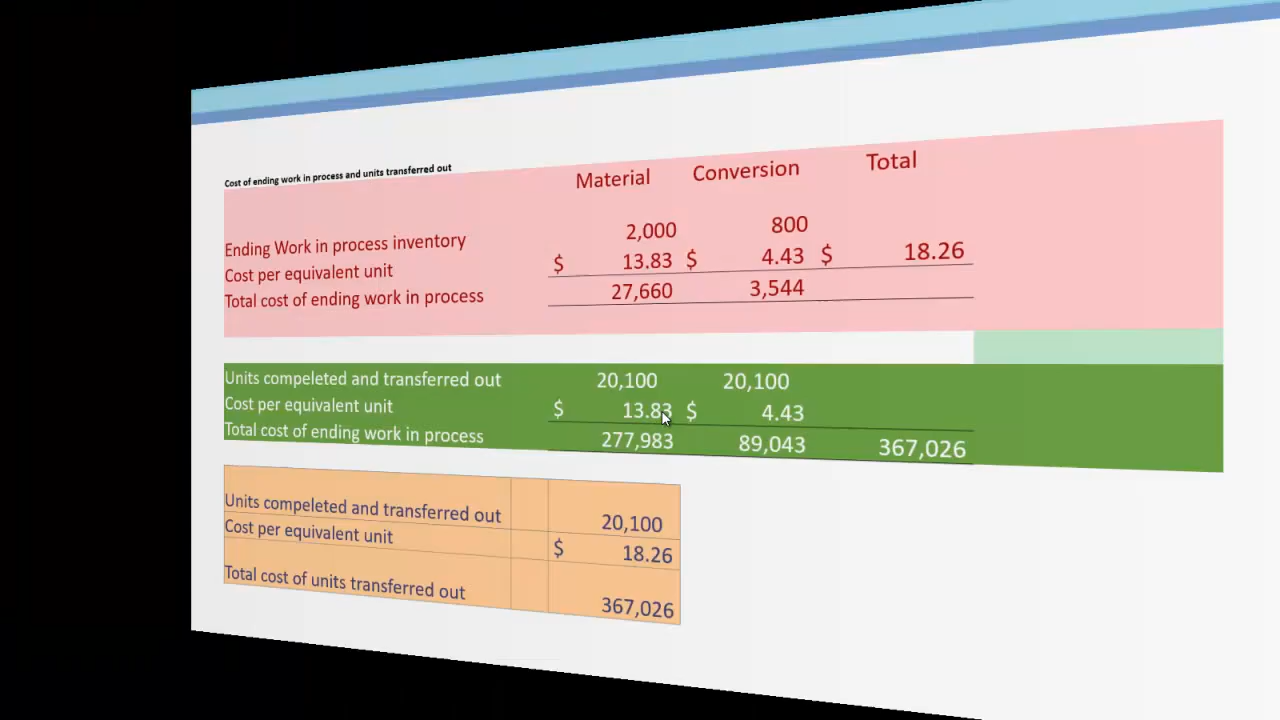 Cost of ending work in process and units transferred out
Material Conversion Total
Ending Work in process inventory 2,000 800
Cost per equivalent unit $ 13.83 $ 4.43 $ 18.26
Total cost of ending work in process 27,660 3,544
Units compeleted and transferred out 20,100 20,100
Cost per equivalent unit $ 13.83 $ 4.43
Total cost of ending work in process 277,983 89,043 367,026
Units compeleted and transferred out 20,100
Cost per equivalent unit $ 18.26
Total cost of units transferred out 367,026